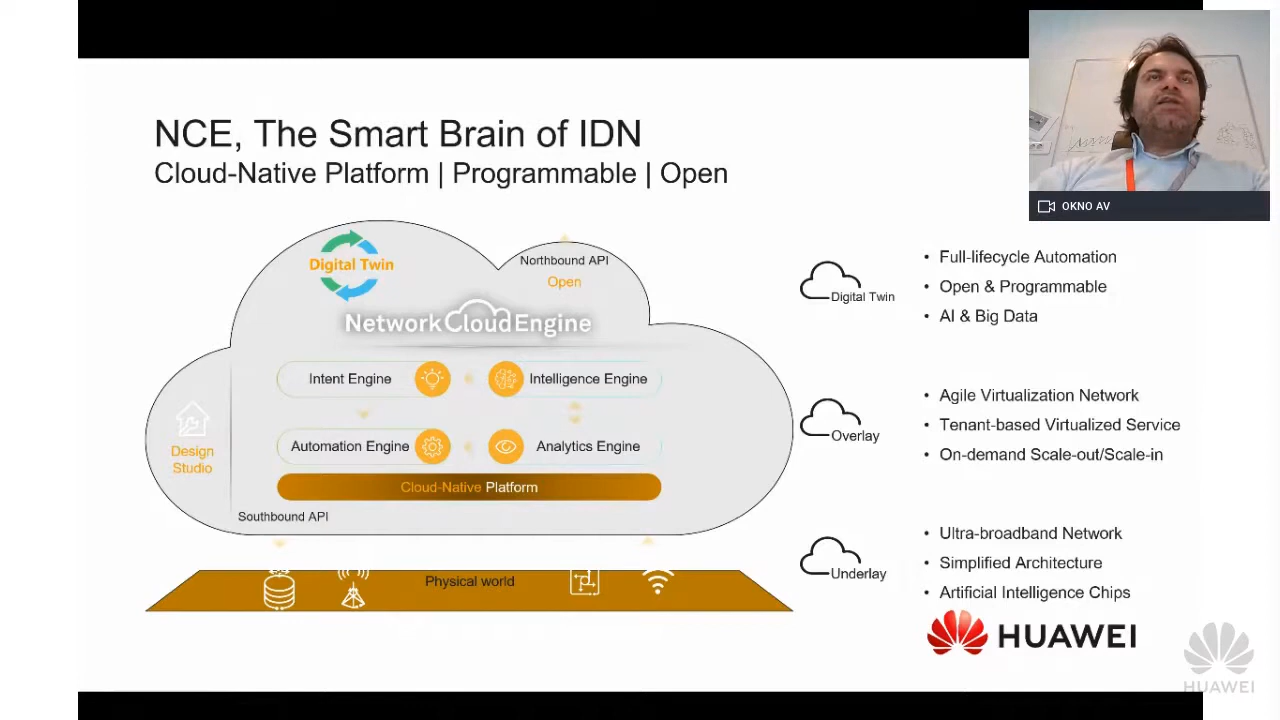 NCE, The Smart Brain of IDN
Cloud-Native Platform | Programmable | Open
OKNO AV
Digital Twin
Northbound API
Open
NetworkCloudEngine
Intent Engine
Intelligence Engine
Automation Engine
Analytics Engine
Design
Studio
Cloud-Native Platform
Southbound API
Physical world
Digital Twin
• Full-lifecycle Automation
• Open & Programmable
• AI & Big Data
Overlay
• Agile Virtualization Network
• Tenant-based Virtualized Service
• On-demand Scale-out/Scale-in
Underlay
• Ultra-broadband Network
• Simplified Architecture
• Artificial Intelligence Chips
HUAWEI
HUAWEI